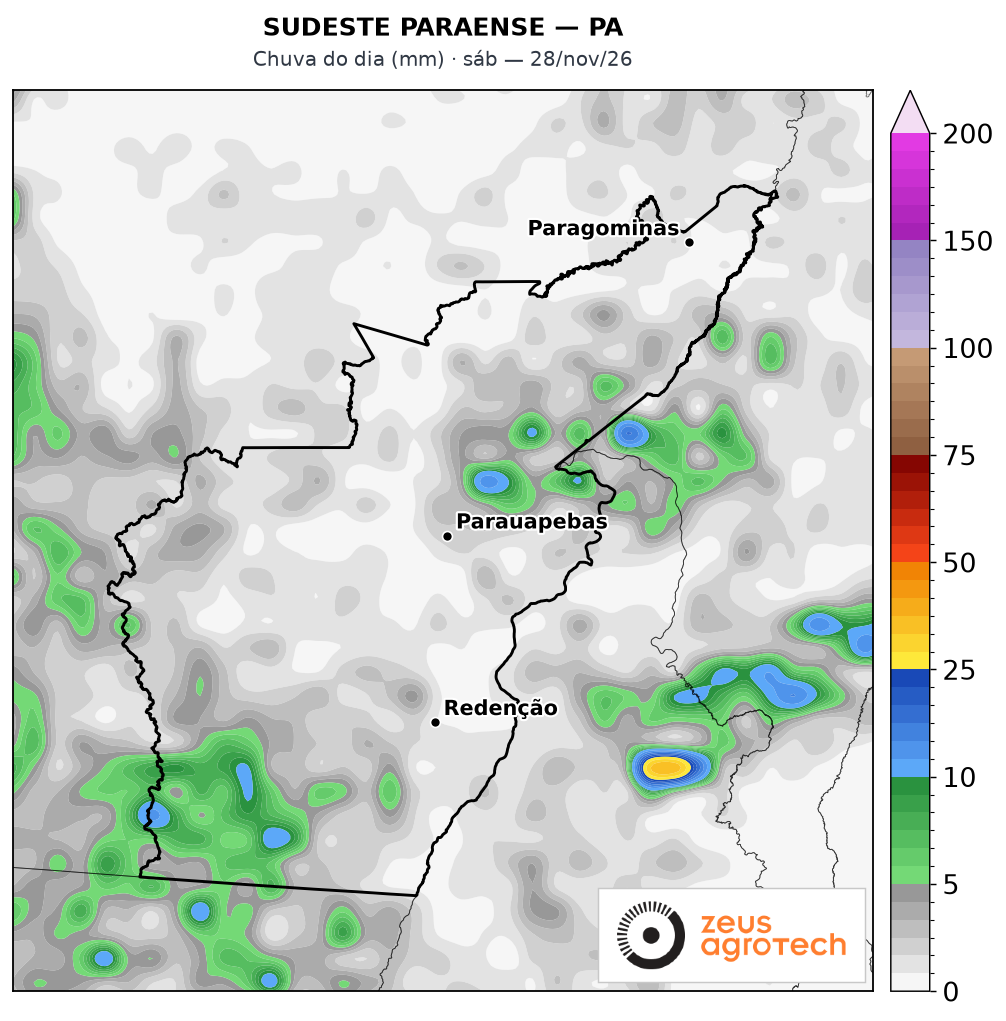 SUDESTE PARAENSE — PA
Chuva do dia (mm) · sáb — 28/nov/26
Paragominas
Parauapebas
Redenção
200
150
100
75
50
25
10
5
0
zeus
agrotech